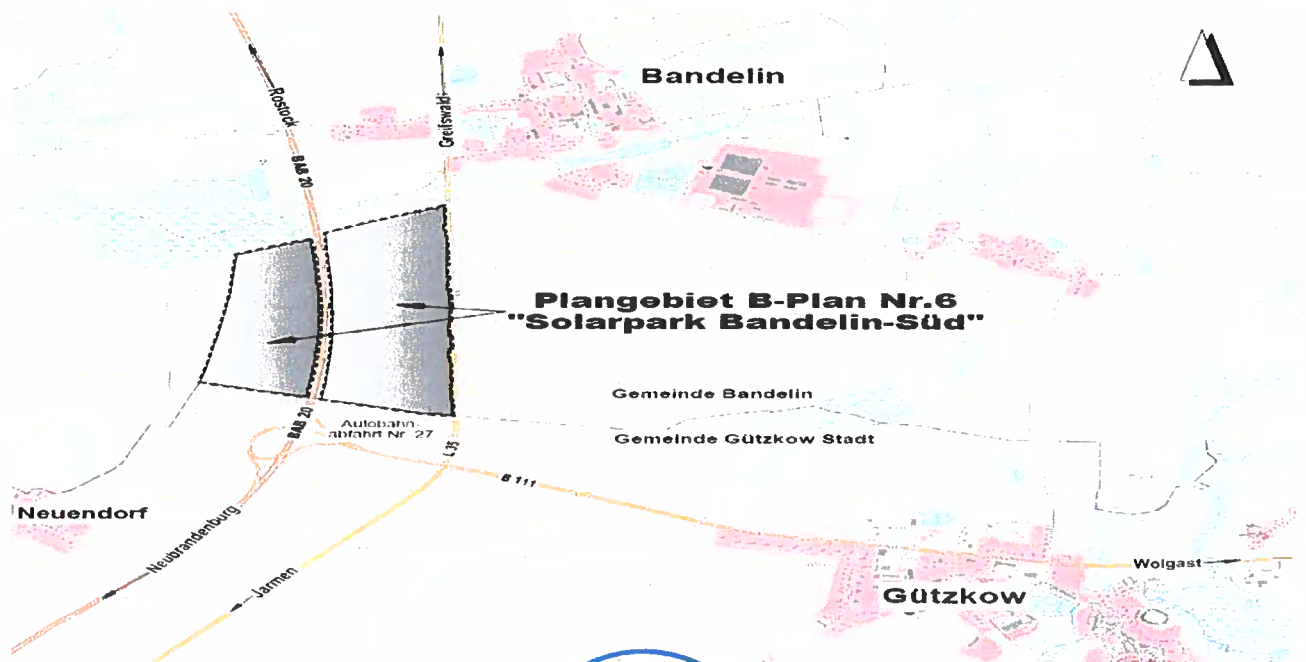 Bandelin
Rostock
BAB 20
Greifswald
Plangebiet B-Plan Nr.6
"Solarpark Bandelin-Süd"
Gemeinde Bandelin
Gemeinde Gützkow Stadt
BAB 20
Autobahn-
abfahrt Nr. 27
L 35
B 111
Neuendorf
Neubrandenburg
Jarmen
Wolgast
Gützkow